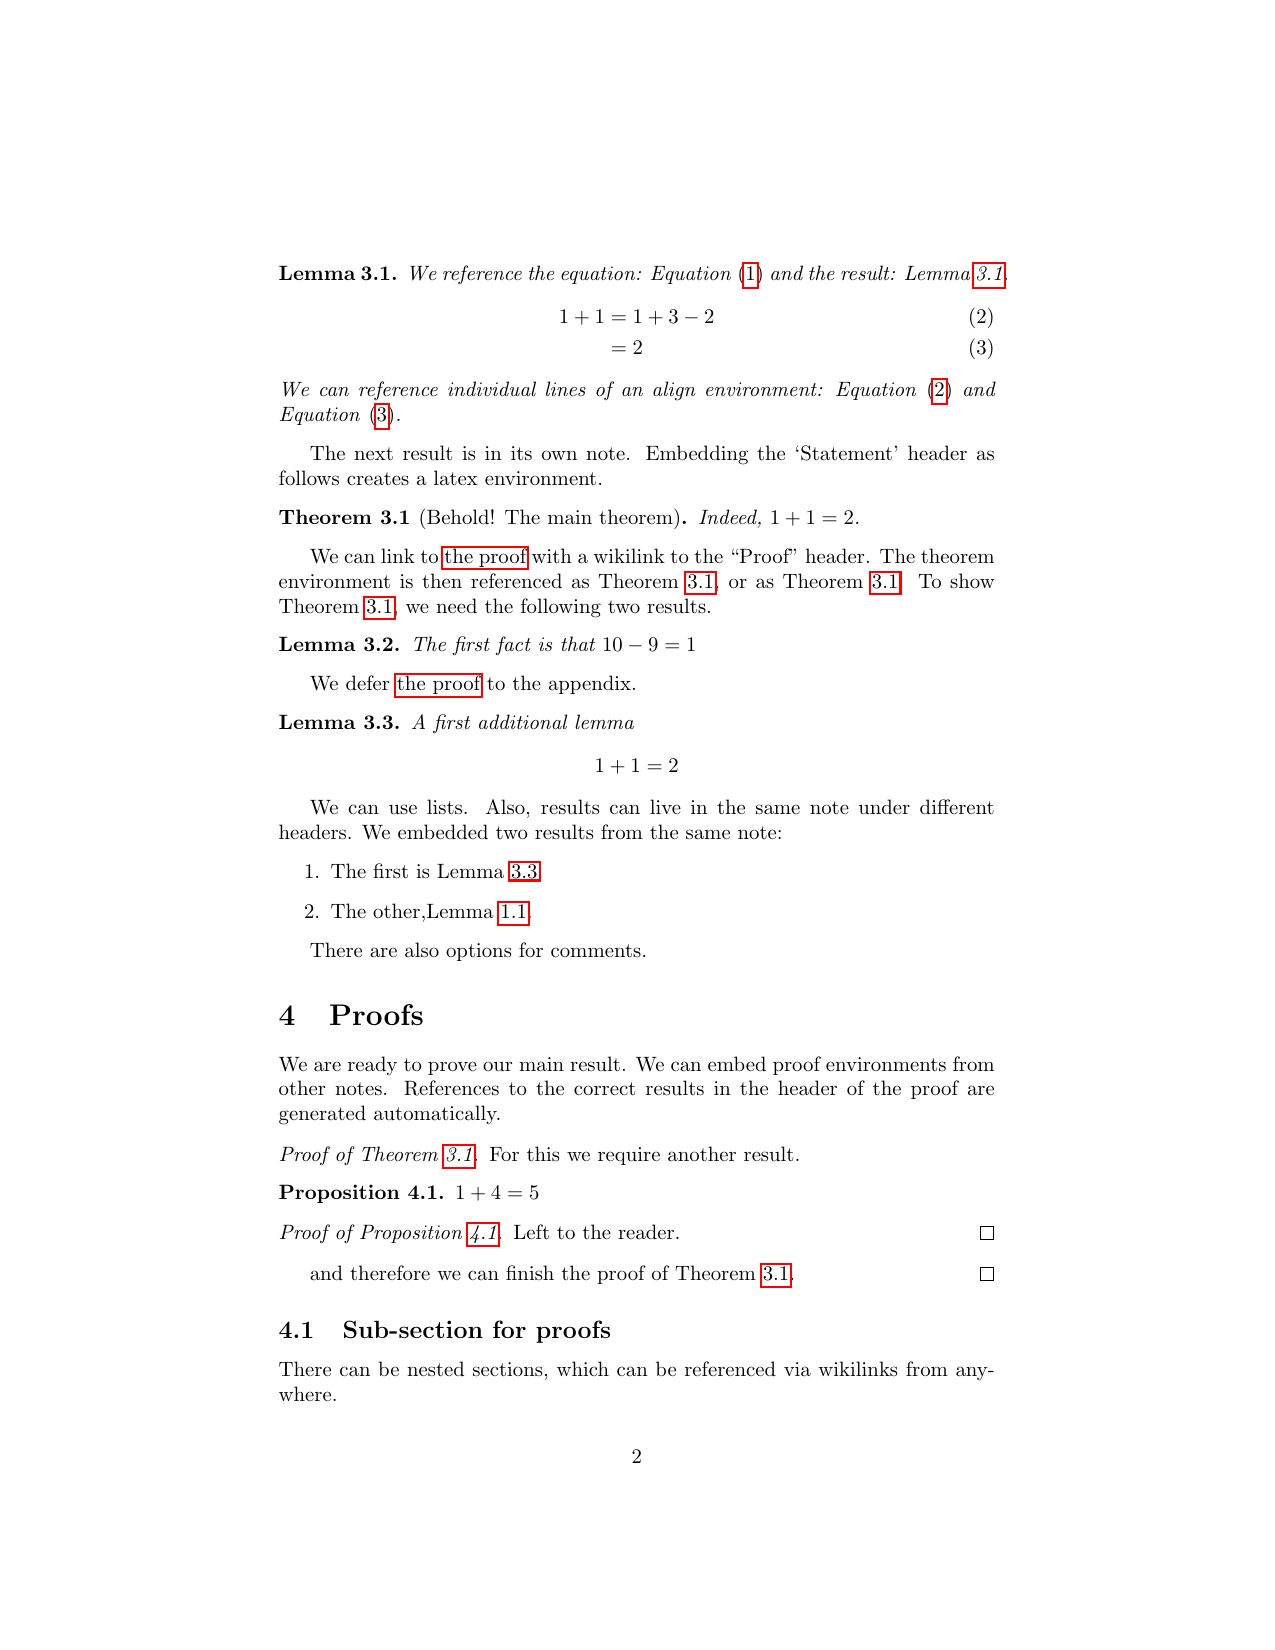 Lemma 3.1. We reference the equation: Equation (1) and the result: Lemma 3.1.
1 + 1 = 1 + 3 − 2 (2)
= 2 (3)
We can reference individual lines of an align environment: Equation (2) and
Equation (3).
The next result is in its own note. Embedding the ‘Statement’ header as
follows creates a latex environment.
Theorem 3.1 (Behold! The main theorem). Indeed, 1 + 1 = 2.
We can link to the proof with a wikilink to the “Proof” header. The theorem
environment is then referenced as Theorem 3.1, or as Theorem 3.1. To show
Theorem 3.1, we need the following two results.
Lemma 3.2. The first fact is that 10 − 9 = 1
We defer the proof to the appendix.
Lemma 3.3. A first additional lemma
1 + 1 = 2
We can use lists. Also, results can live in the same note under different
headers. We embedded two results from the same note:
1. The first is Lemma 3.3.
2. The other,Lemma 1.1.
There are also options for comments.
4 Proofs
We are ready to prove our main result. We can embed proof environments from
other notes. References to the correct results in the header of the proof are
generated automatically.
Proof of Theorem 3.1. For this we require another result.
Proposition 4.1. 1 + 4 = 5
Proof of Proposition 4.1. Left to the reader. □
and therefore we can finish the proof of Theorem 3.1. □
4.1 Sub-section for proofs
There can be nested sections, which can be referenced via wikilinks from any-
where.
2